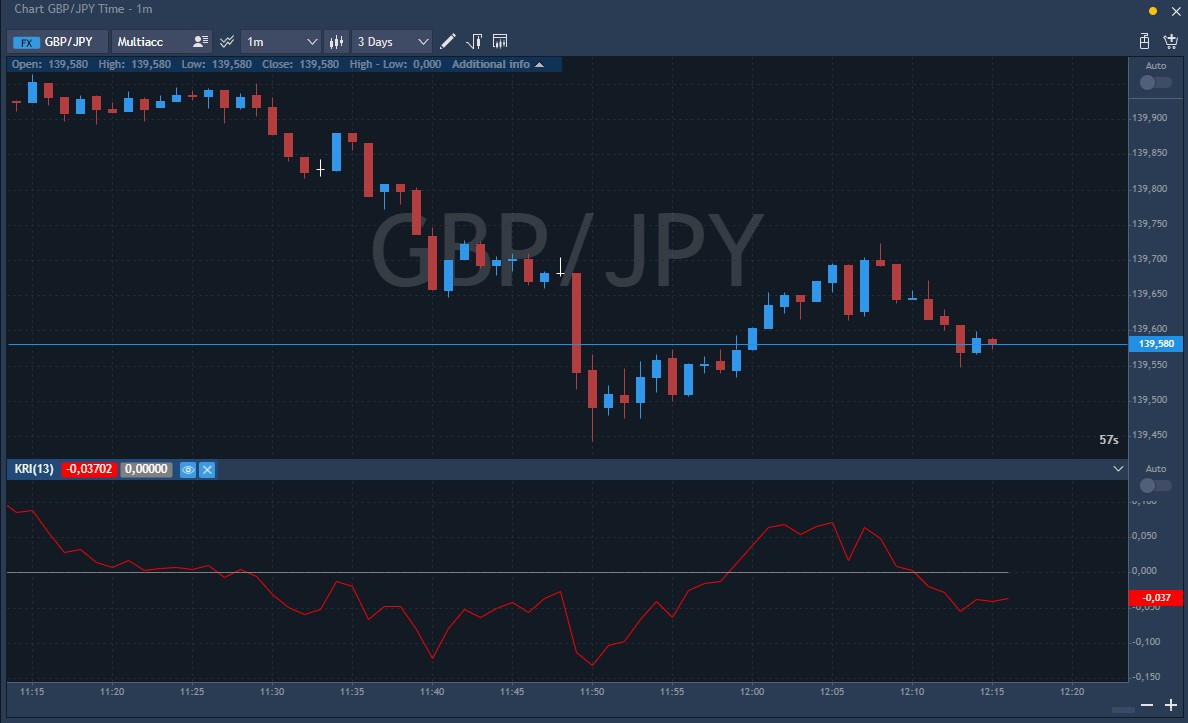 Chart GBP/JPY Time - 1m
FX GBP/JPY Multiacc 1m 3 Days
Open: 139,580 High: 139,580 Low: 139,580 Close: 139,580 High - Low: 0,000 Additional info
Auto
139,900
139,850
139,800
139,750
GBP/JPY
139,700
139,650
139,600
139,580
139,550
139,500
139,450
57s
KRI(13) -0,03702 0,00000
Auto
0,100
0,050
0,000
-0,037
-0,050
-0,100
-0,150
11:15 11:20 11:25 11:30 11:35 11:40 11:45 11:50 11:55 12:00 12:05 12:10 12:15 12:20